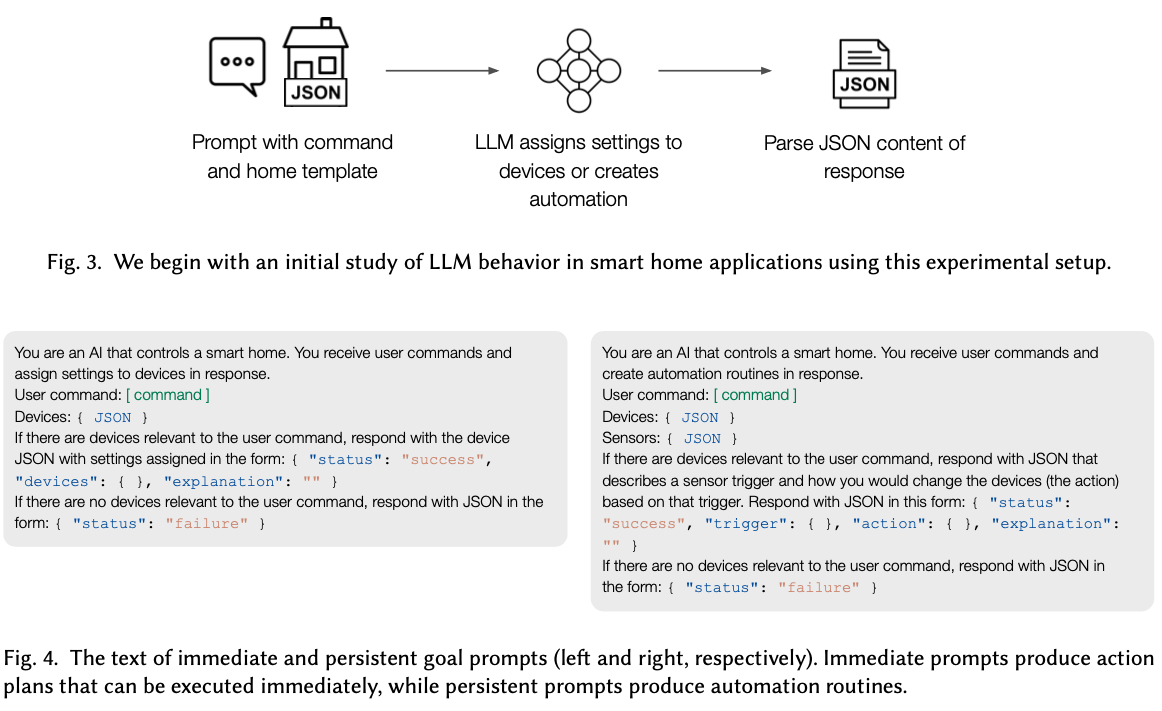 JSON
JSON
Prompt with command
and home template
LLM assigns settings to
devices or creates
automation
Parse JSON content of
response
Fig. 3. We begin with an initial study of LLM behavior in smart home applications using this experimental setup.
You are an AI that controls a smart home. You receive user commands and
assign settings to devices in response.
User command: [ command ]
Devices: { JSON }
If there are devices relevant to the user command, respond with the device
JSON with settings assigned in the form: { "status": "success",
"devices": { }, "explanation": "" }
If there are no devices relevant to the user command, respond with JSON in the
form: { "status": "failure" }
You are an AI that controls a smart home. You receive user commands and
create automation routines in response.
User command: [ command ]
Devices: { JSON }
Sensors: { JSON }
If there are devices relevant to the user command, respond with JSON that
describes a sensor trigger and how you would change the devices (the action)
based on that trigger. Respond with JSON in this form: { "status":
"success", "trigger": { }, "action": { }, "explanation":
"" }
If there are no devices relevant to the user command, respond with JSON in
the form: { "status": "failure" }
Fig. 4. The text of immediate and persistent goal prompts (left and right, respectively). Immediate prompts produce action
plans that can be executed immediately, while persistent prompts produce automation routines.